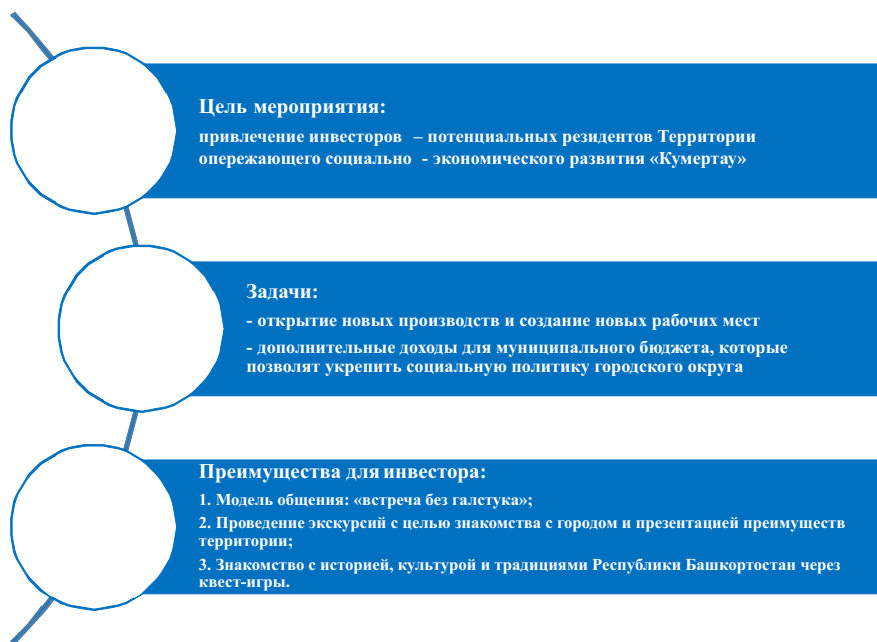 Цель мероприятия:
привлечение инвесторов – потенциальных резидентов Территории
опережающего социально - экономического развития «Кумертау»
Задачи:
- открытие новых производств и создание новых рабочих мест
- дополнительные доходы для муниципального бюджета, которые
позволят укрепить социальную политику городского округа
Преимущества для инвестора:
1. Модель общения: «встреча без галстука»;
2. Проведение экскурсий с целью знакомства с городом и презентацией преимуществ
территории;
3. Знакомство с историей, культурой и традициями Республики Башкортостан через
квест-игры.